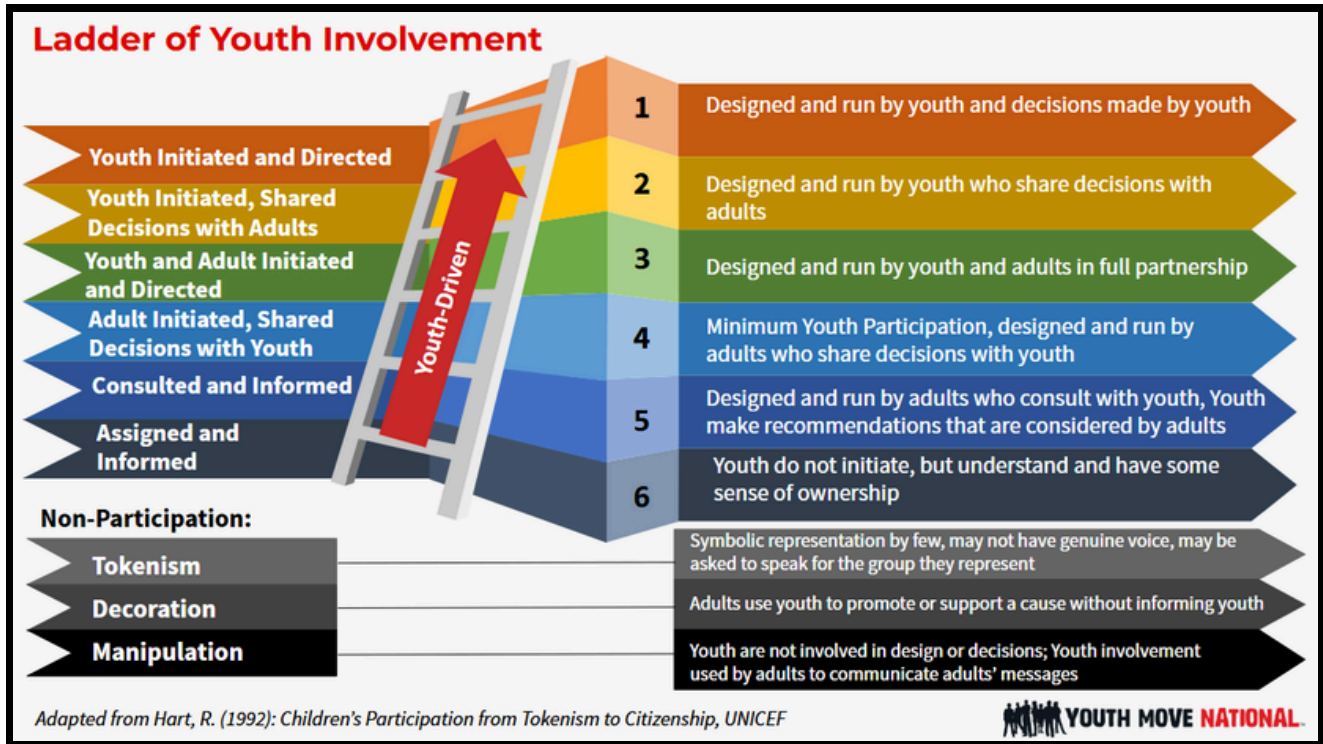 Ladder of Youth Involvement
Youth Initiated and Directed
1
Designed and run by youth and decisions made by youth
Youth Initiated, Shared
Decisions with Adults
2
Designed and run by youth who share decisions with
adults
Youth and Adult Initiated
and Directed
3
Designed and run by youth and adults in full partnership
Adult Initiated, Shared
Decisions with Youth
4
Minimum Youth Participation, designed and run by
adults who share decisions with youth
Consulted and Informed
5
Designed and run by adults who consult with youth, Youth
make recommendations that are considered by adults
Assigned and
Informed
6
Youth do not initiate, but understand and have some
sense of ownership
Youth-Driven
Non-Participation:
Tokenism
Symbolic representation by few, may not have genuine voice, may be
asked to speak for the group they represent
Decoration
Adults use youth to promote or support a cause without informing youth
Manipulation
Youth are not involved in design or decisions; Youth involvement
used by adults to communicate adults’ messages
Adapted from Hart, R. (1992): Children’s Participation from Tokenism to Citizenship, UNICEF
YOUTH MOVE NATIONAL